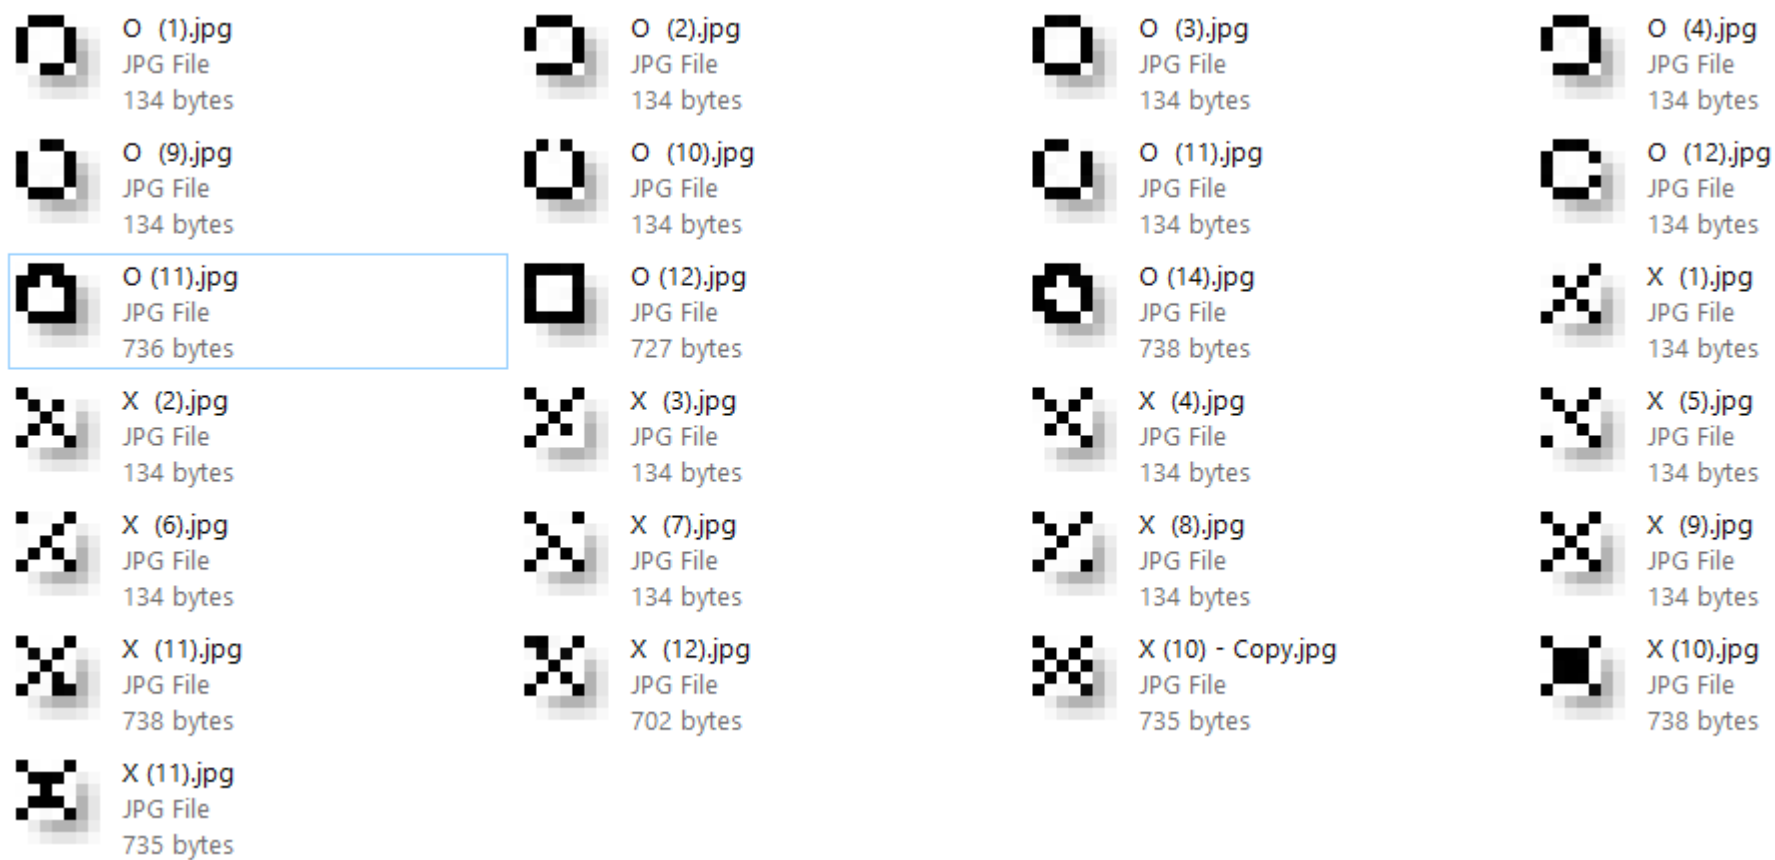 O  (1).jpg
JPG File
134 bytes
O  (2).jpg
JPG File
134 bytes
O  (3).jpg
JPG File
134 bytes
O  (4).jpg
JPG File
134 bytes
O  (9).jpg
JPG File
134 bytes
O  (10).jpg
JPG File
134 bytes
O  (11).jpg
JPG File
134 bytes
O  (12).jpg
JPG File
134 bytes
O (11).jpg
JPG File
736 bytes
O (12).jpg
JPG File
727 bytes
O (14).jpg
JPG File
738 bytes
X  (1).jpg
JPG File
134 bytes
X  (2).jpg
JPG File
134 bytes
X  (3).jpg
JPG File
134 bytes
X  (4).jpg
JPG File
134 bytes
X  (5).jpg
JPG File
134 bytes
X  (6).jpg
JPG File
134 bytes
X  (7).jpg
JPG File
134 bytes
X  (8).jpg
JPG File
134 bytes
X  (9).jpg
JPG File
134 bytes
X  (11).jpg
JPG File
738 bytes
X  (12).jpg
JPG File
702 bytes
X (10) - Copy.jpg
JPG File
735 bytes
X (10).jpg
JPG File
738 bytes
X (11).jpg
JPG File
735 bytes